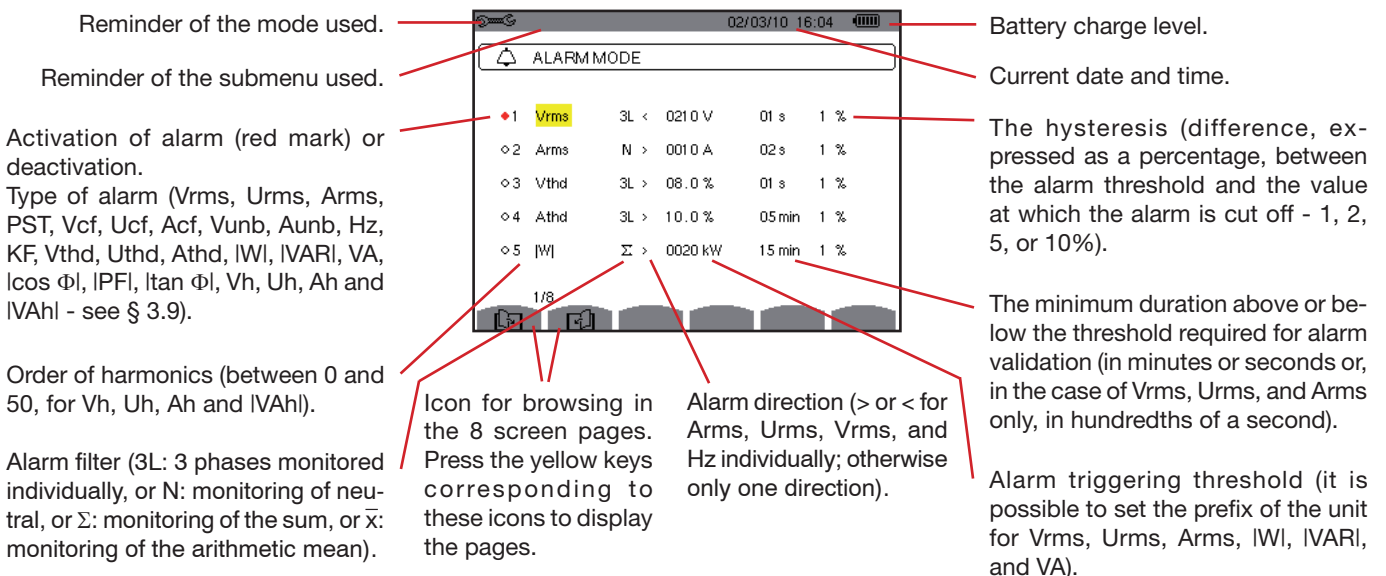 Reminder of the mode used.
Reminder of the submenu used.
Activation of alarm (red mark) or
deactivation.
Type of alarm (Vrms, Urms, Arms,
PST, Vcf, Ucf, Acf, Vunb, Aunb, Hz,
KF, Vthd, Uthd, Athd, |W|, |VAR|, VA,
|cos Φ|, |PF|, |tan Φ|, Vh, Uh, Ah and
|VAh| - see § 3.9).
Order of harmonics (between 0 and
50, for Vh, Uh, Ah and |VAh|).
Alarm filter (3L: 3 phases monitored
individually, or N: monitoring of neu-
tral, or Σ: monitoring of the sum, or x̅:
monitoring of the arithmetic mean).
02/03/10 16:04
ALARM MODE
1 Vrms 3L < 0210 V 01 s 1 %
2 Arms N > 0010 A 02 s 1 %
3 Vthd 3L > 08.0 % 01 s 1 %
4 Athd 3L > 10.0 % 05 min 1 %
5 |W| Σ > 0020 kW 15 min 1 %
1/8
Icon for browsing in
the 8 screen pages.
Press the yellow keys
corresponding to
these icons to display
the pages.
Alarm direction (> or < for
Arms, Urms, Vrms, and
Hz individually; otherwise
only one direction).
Battery charge level.
Current date and time.
The hysteresis (difference, ex-
pressed as a percentage, between
the alarm threshold and the value
at which the alarm is cut off - 1, 2,
5, or 10%).
The minimum duration above or be-
low the threshold required for alarm
validation (in minutes or seconds or,
in the case of Vrms, Urms, and Arms
only, in hundredths of a second).
Alarm triggering threshold (it is
possible to set the prefix of the unit
for Vrms, Urms, Arms, |W|, |VAR|,
and VA).